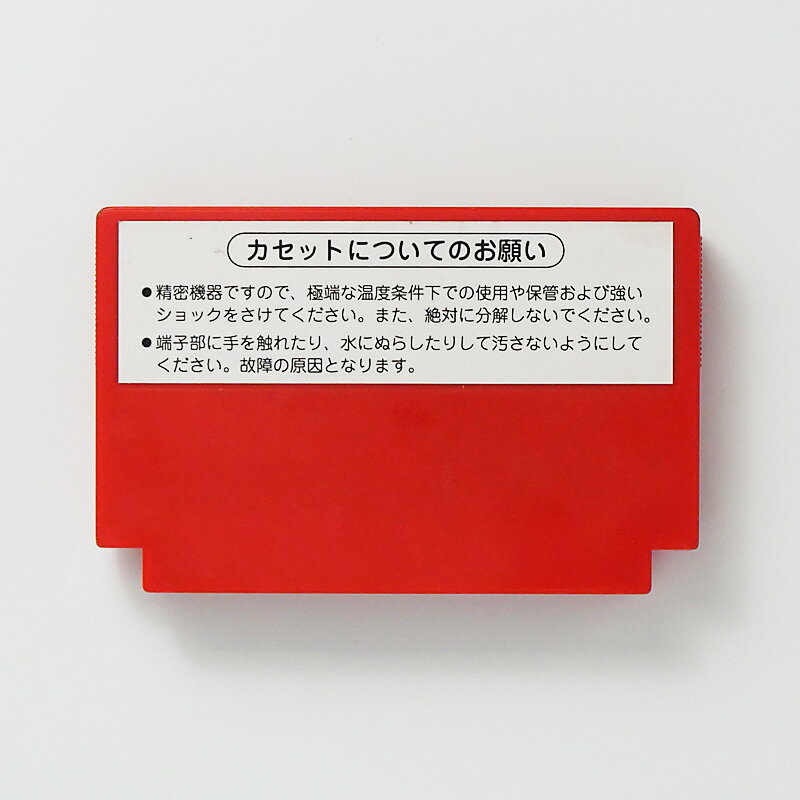 カセットについてのお願い
●精密機器ですので、極端な温度条件下での使用や保管および強い
ショックをさけてください。また、絶対に分解しないでください。
●端子部に手を触れたり、水にぬらしたりして汚さないようにして
ください。故障の原因となります。